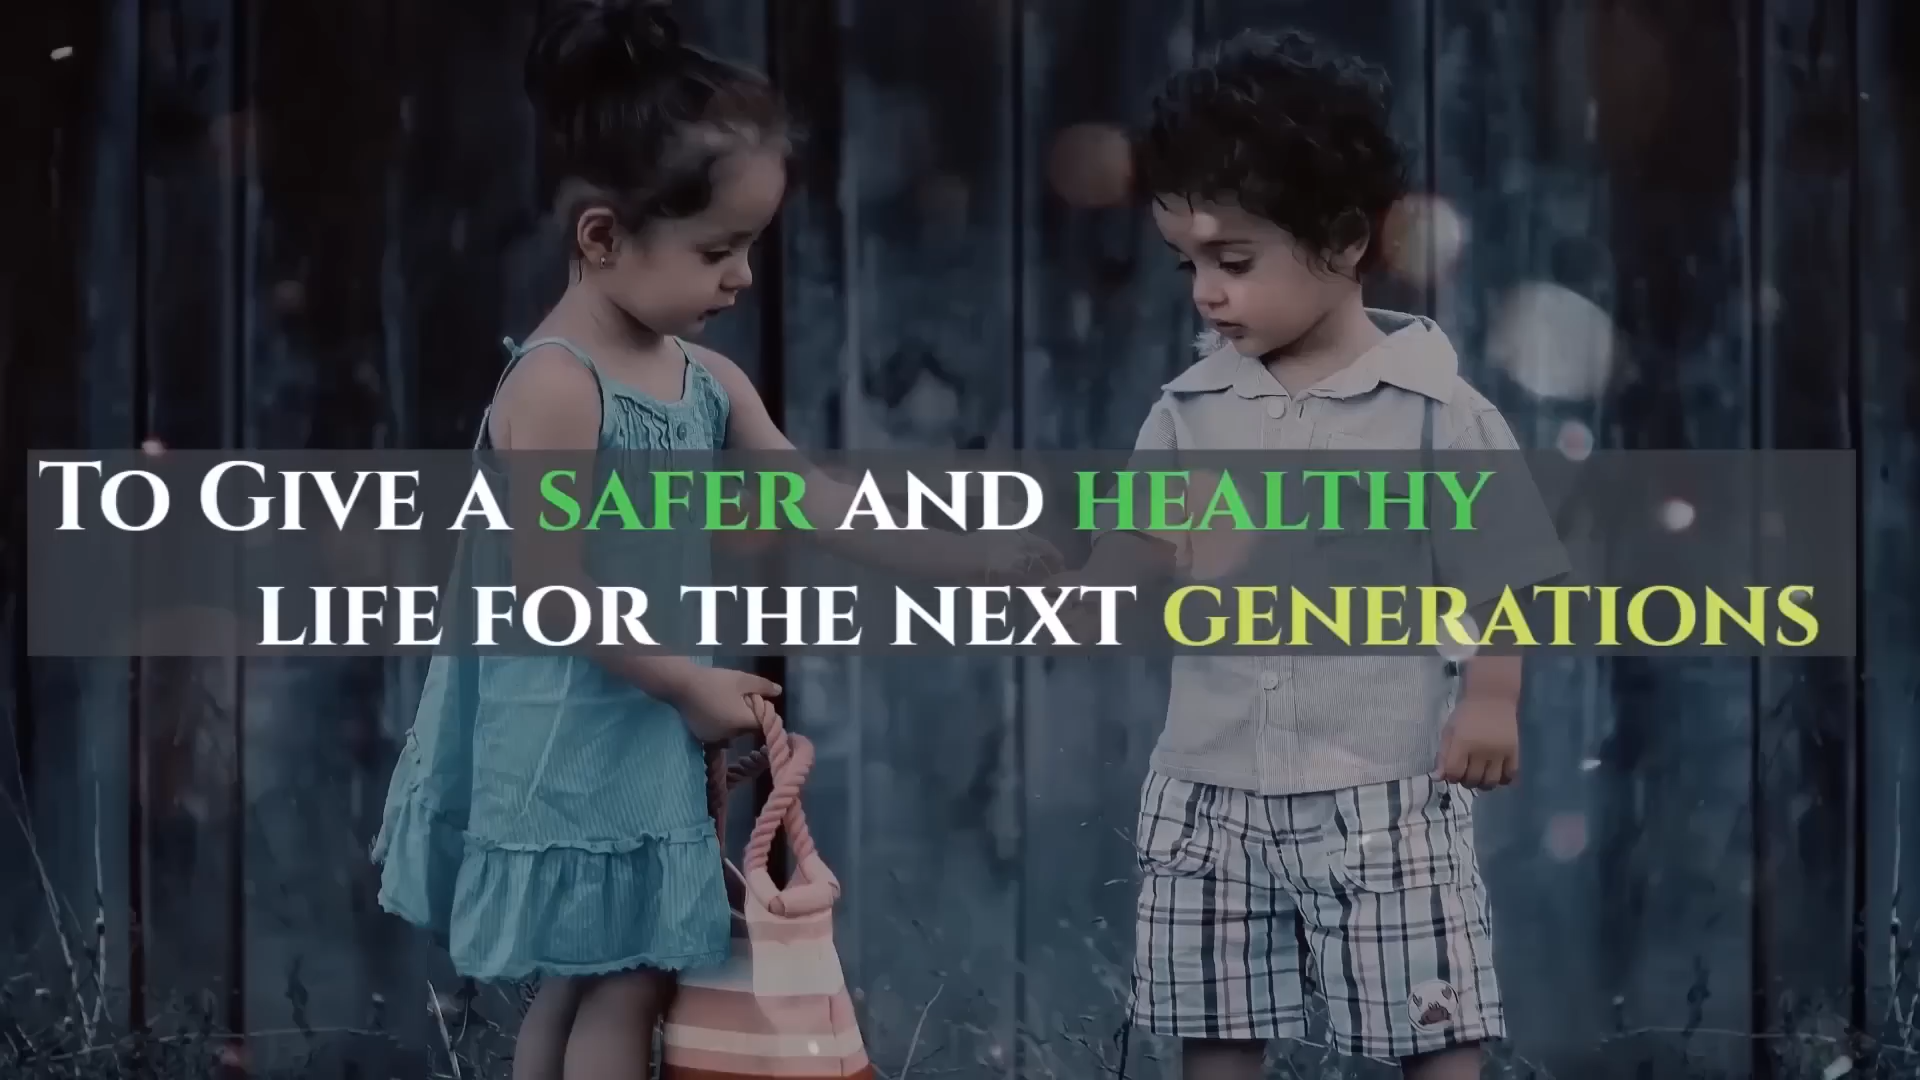 To Give a safer and healthy
life for the next generations